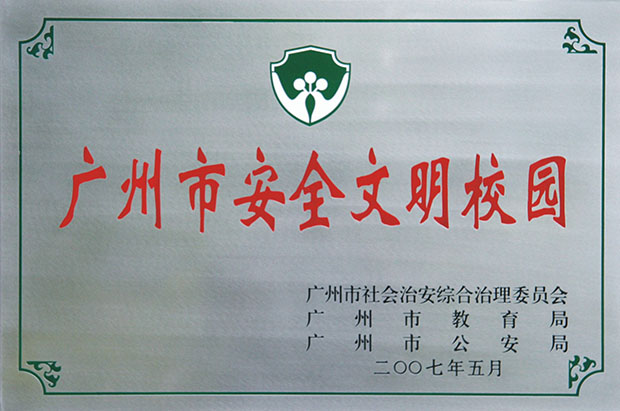 广州市安全文明校园
广州市社会治安综合治理委员会
广州市教育局
广州市公安局
二〇〇七年五月